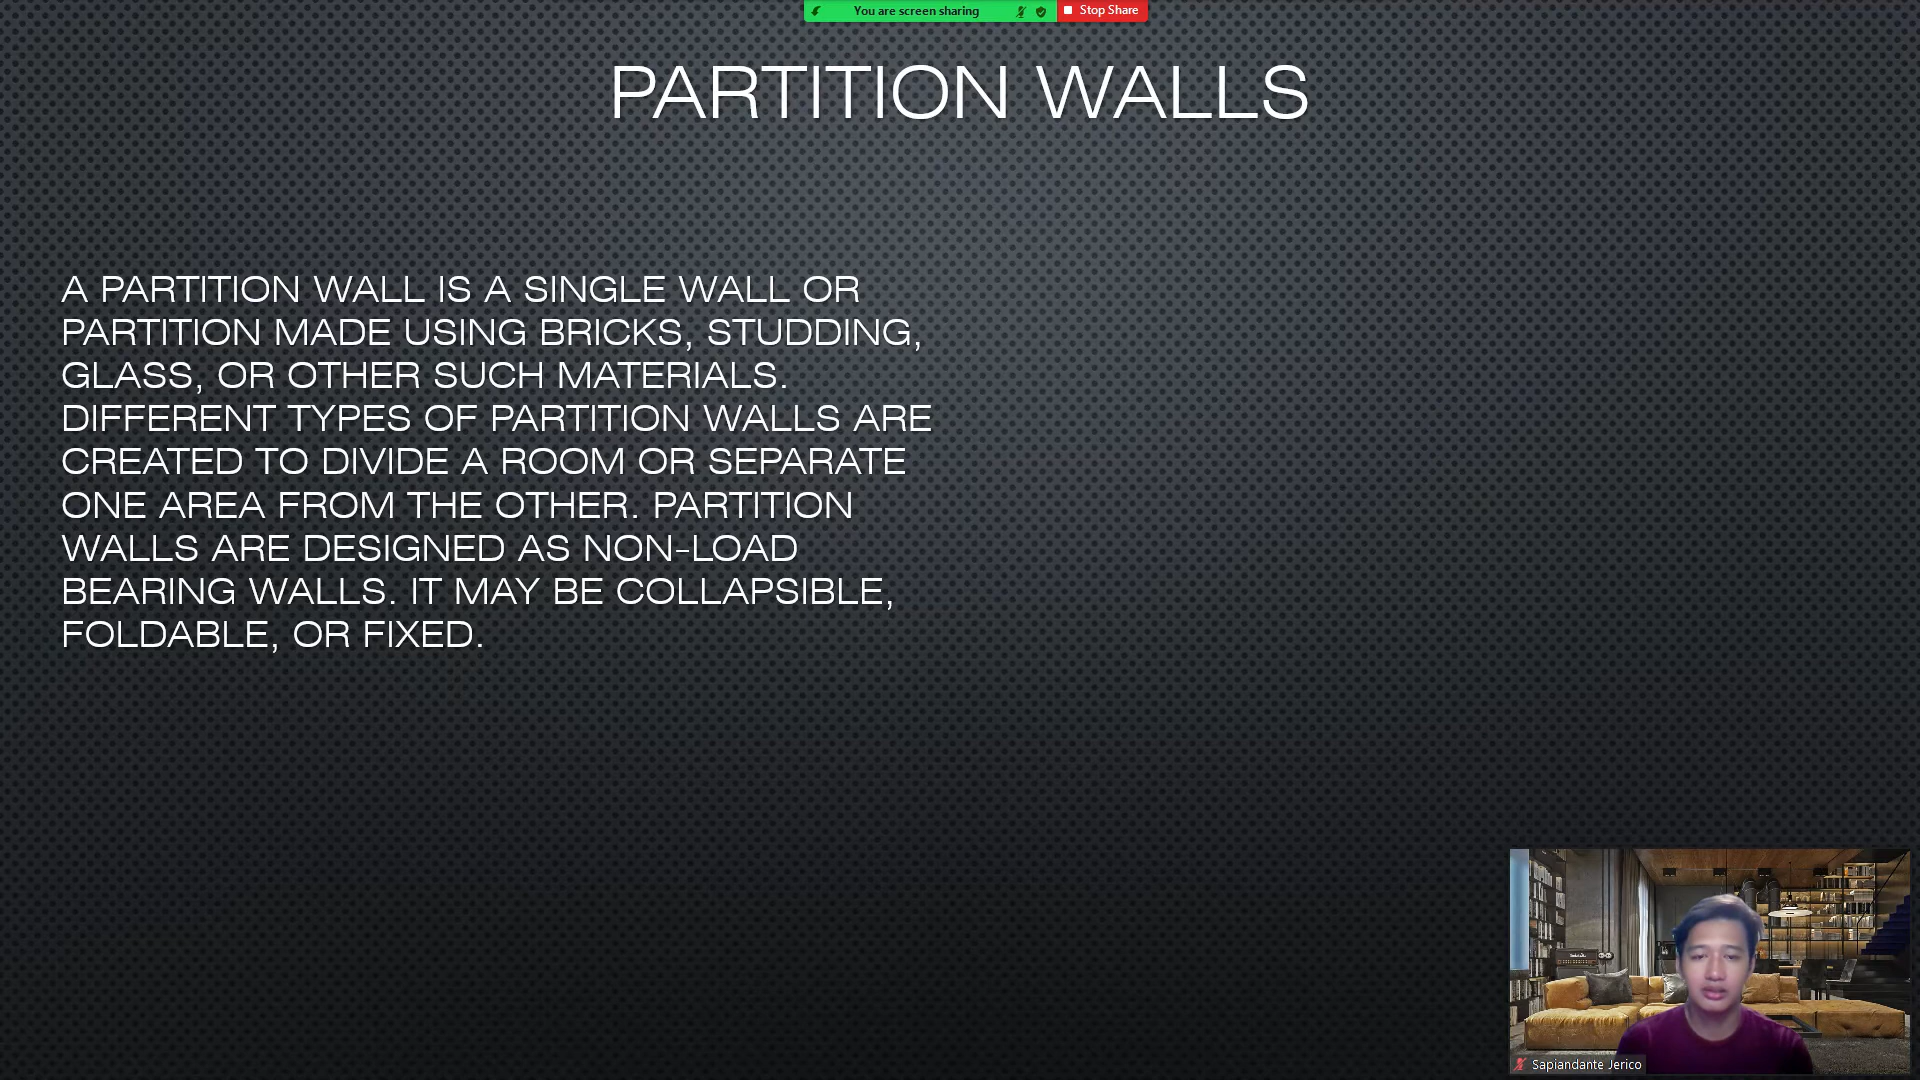 You are screen sharing
Stop Share
PARTITION WALLS
A PARTITION WALL IS A SINGLE WALL OR
PARTITION MADE USING BRICKS, STUDDING,
GLASS, OR OTHER SUCH MATERIALS.
DIFFERENT TYPES OF PARTITION WALLS ARE
CREATED TO DIVIDE A ROOM OR SEPARATE
ONE AREA FROM THE OTHER. PARTITION
WALLS ARE DESIGNED AS NON-LOAD
BEARING WALLS. IT MAY BE COLLAPSIBLE,
FOLDABLE, OR FIXED.
Sapiandante Jerico